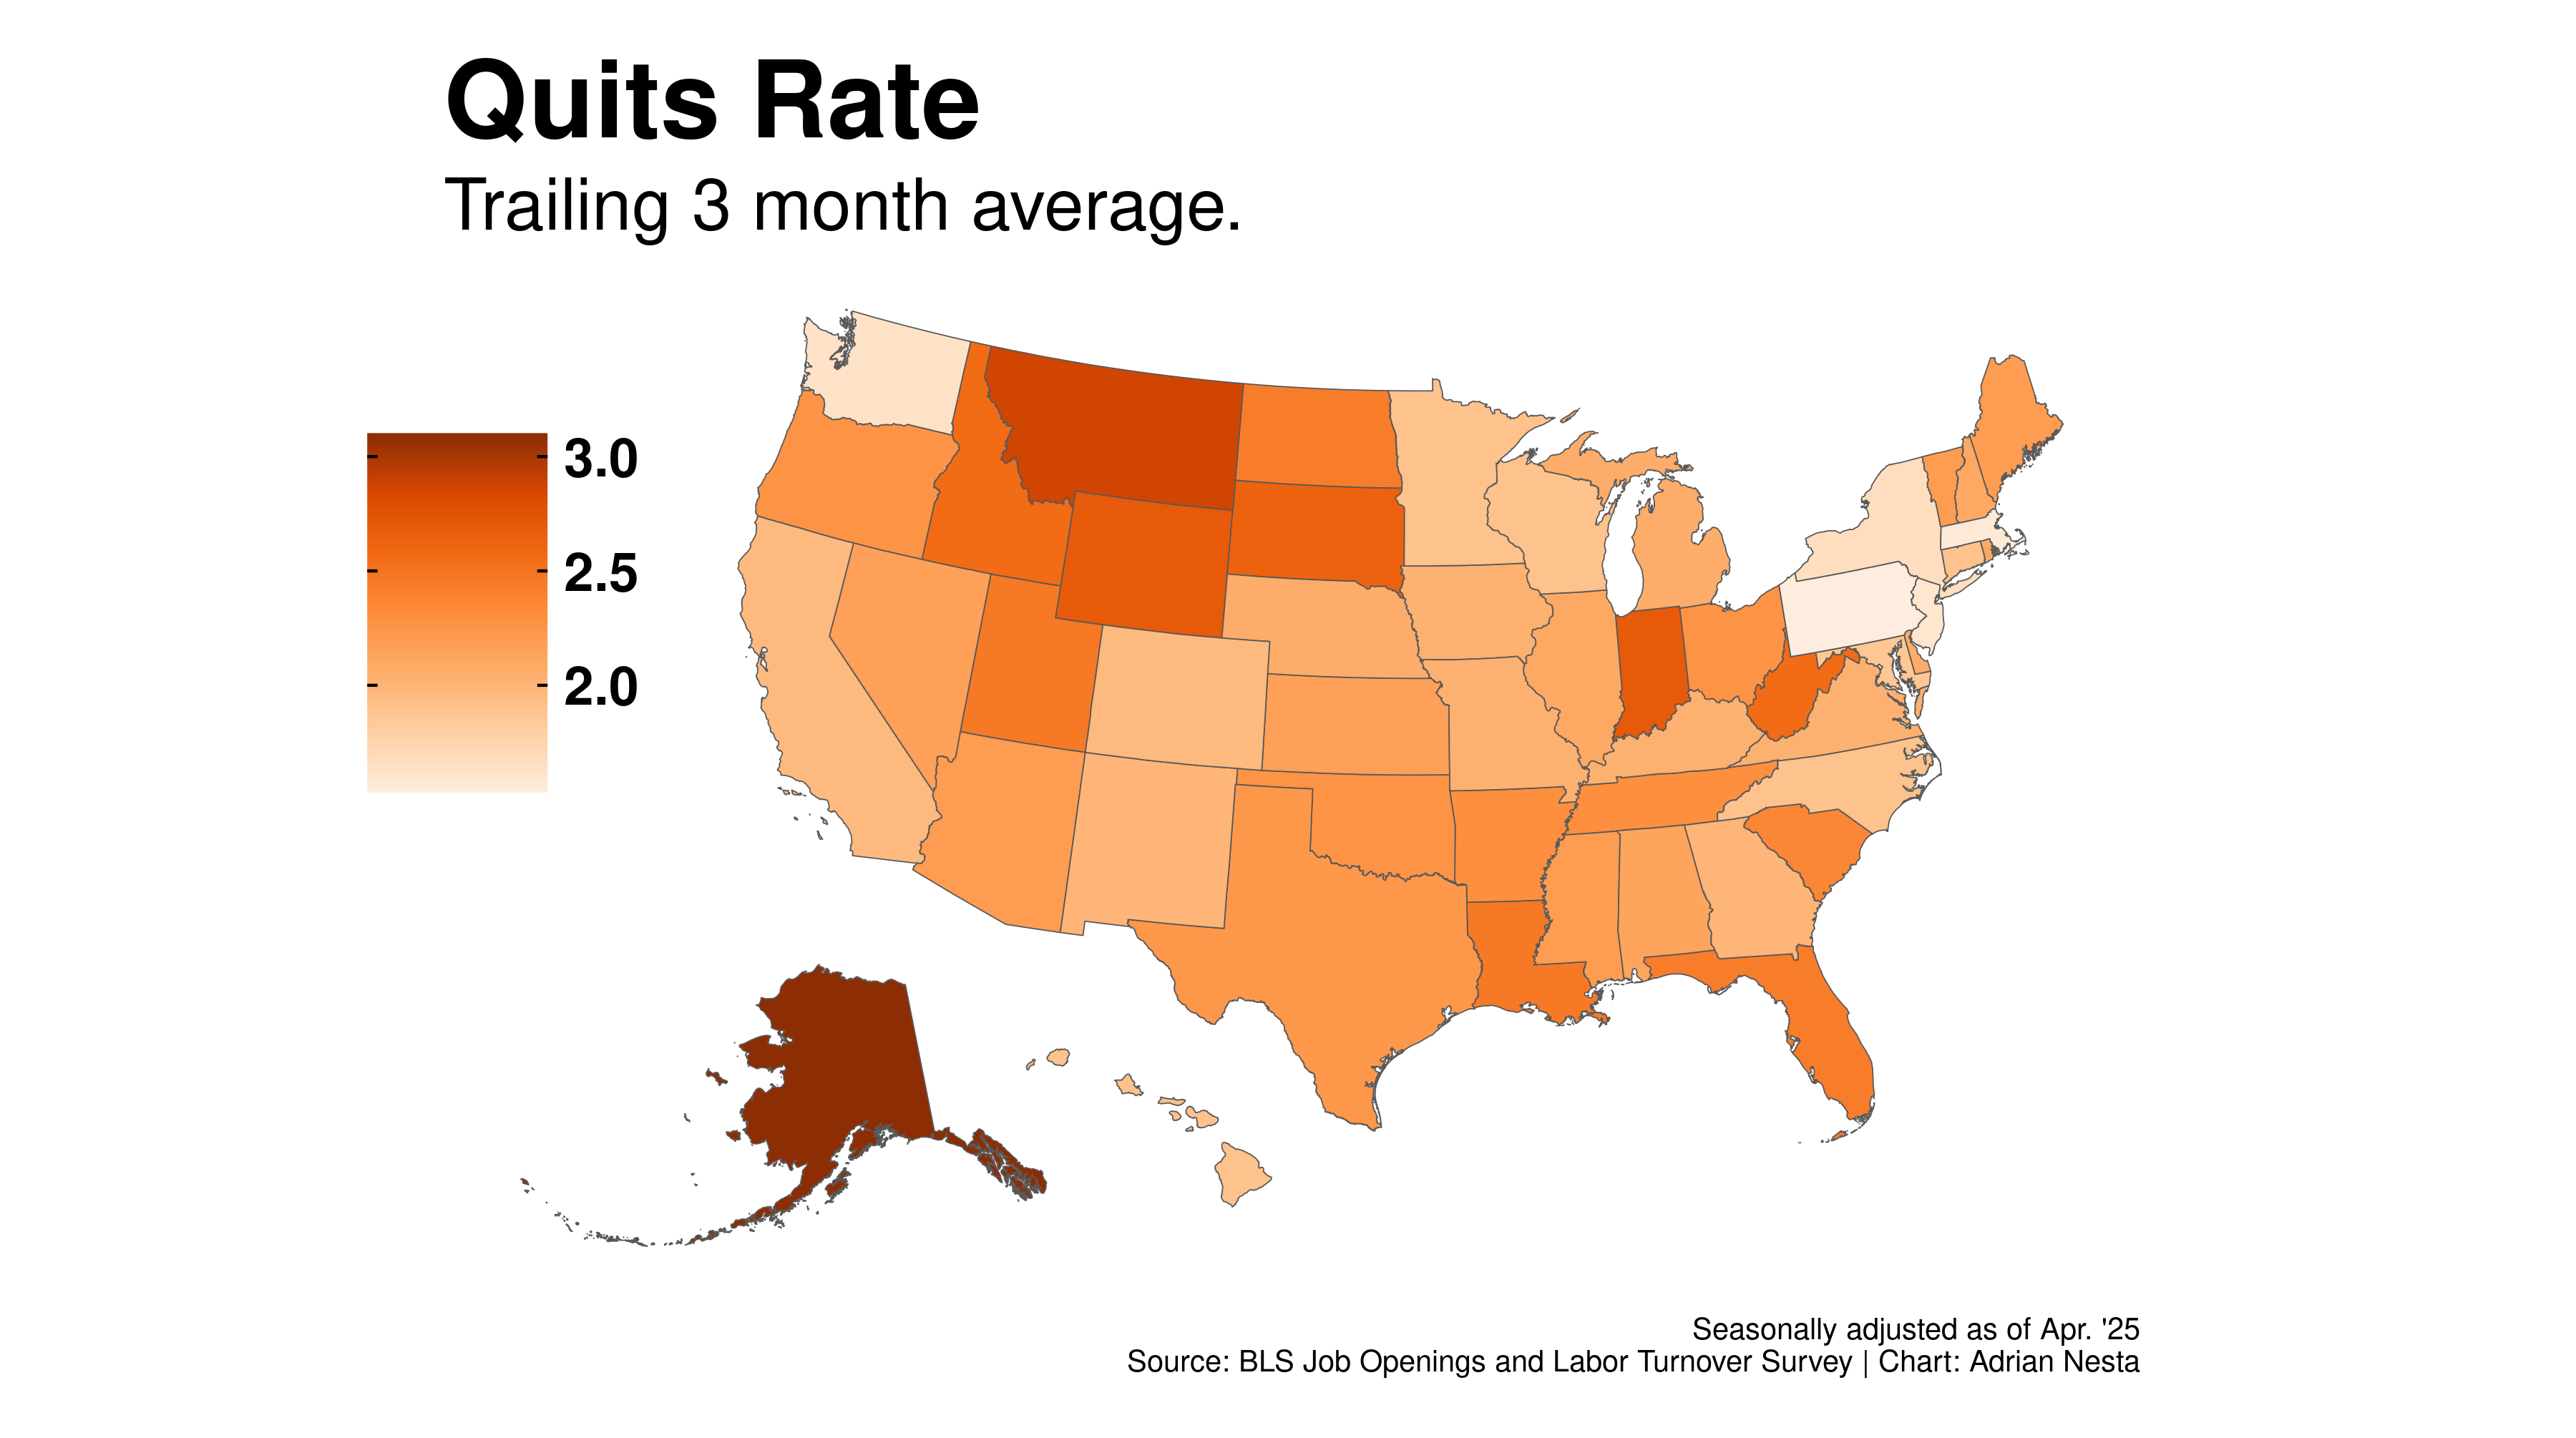 Quits Rate
Trailing 3 month average.
3.0
2.5
2.0
Seasonally adjusted as of Apr. '25
Source: BLS Job Openings and Labor Turnover Survey | Chart: Adrian Nesta